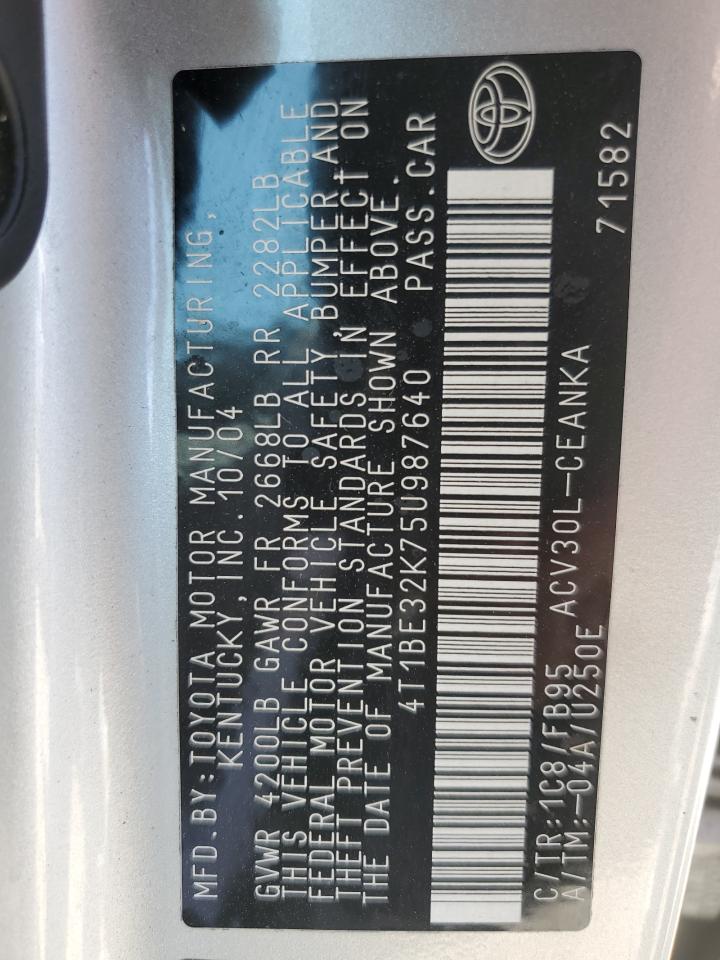 MFD.BY:TOYOTA MOTOR MANUFACTURING,
KENTUCKY,INC.10/04
GVWR 4200LB GAWR FR 2668LB RR 2282LB
THIS VEHICLE CONFORMS TO ALL APPLICABLE
FEDERAL MOTOR VEHICLE SAFETY,BUMPER AND
THEFT PREVENTION STANDARDS IN EFFECT ON
THE DATE OF MANUFACTURE SHOWN ABOVE.
4T1BE32K75U987640 PASS.CAR
C/TR:1C8/FB95 ACV30L-CEANKA
A/TM:-04A/U250E 71582